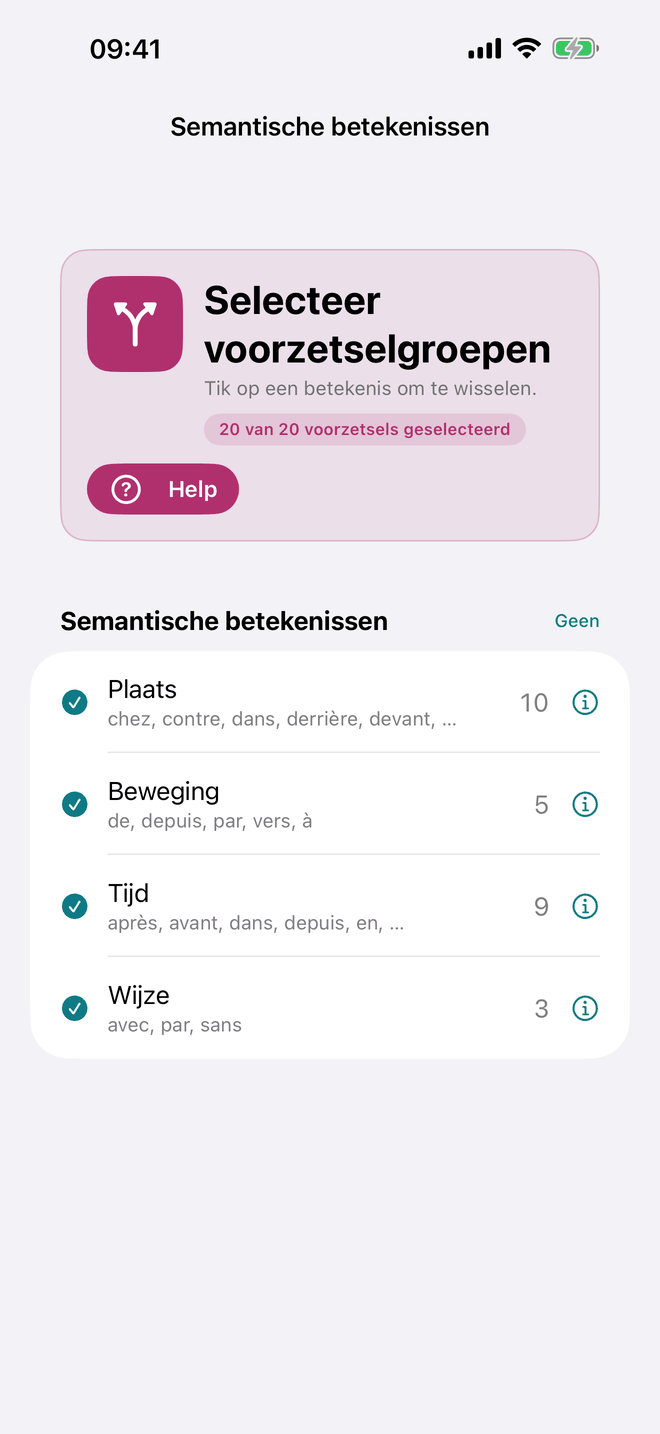 09:41
Semantische betekenissen
Selecteer
voorzetselgroepen
Tik op een betekenis om te wisselen.
20 van 20 voorzetsels geselecteerd
Help
Semantische betekenissen
Geen
Plaats
chez, contre, dans, derrière, devant, ...
10
Beweging
de, depuis, par, vers, à
5
Tijd
après, avant, dans, depuis, en, ...
9
Wijze
avec, par, sans
3